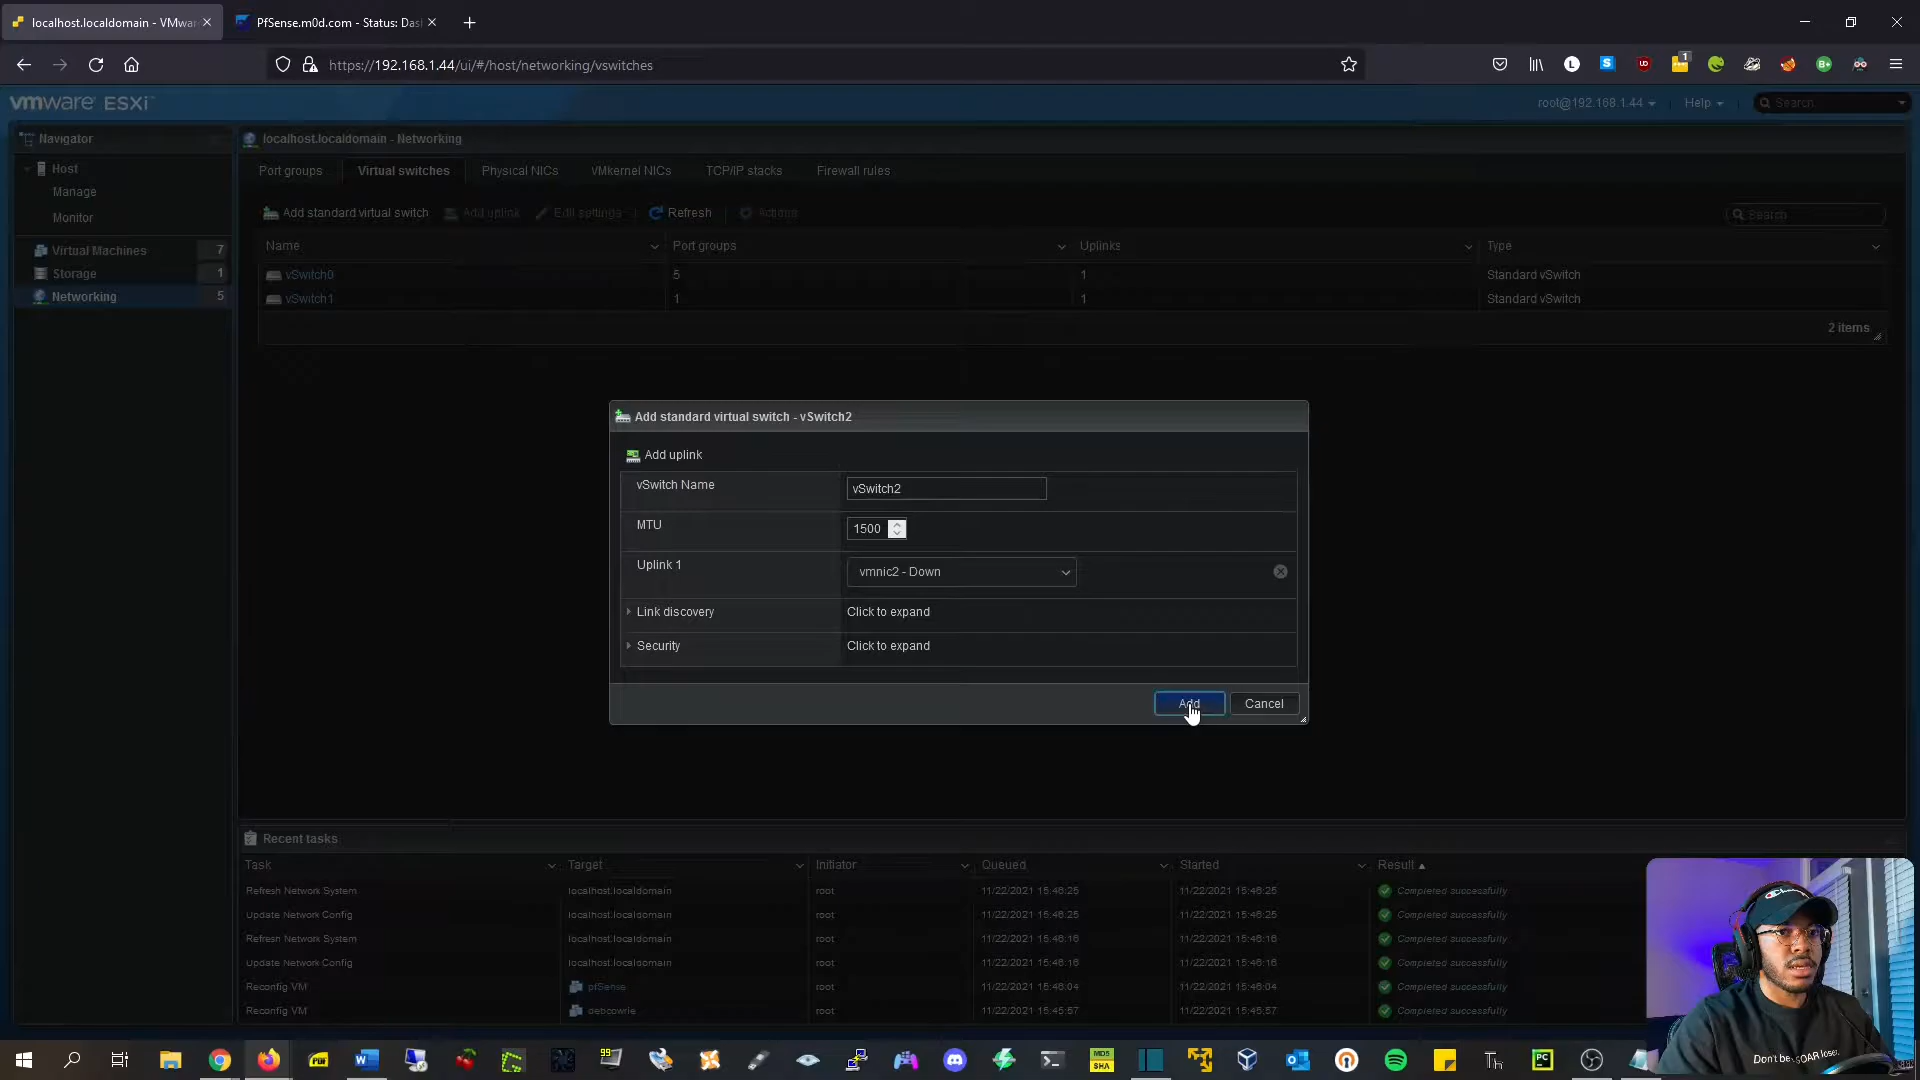 localhost.localdomain - VMwar
PfSense.m0d.com - Status: Das
https://192.168.1.44/ui/#/host/networking/vswitches
1
vmware ESXi
root@192.168.1.44
Help
Search
Navigator
Host
Manage
Monitor
Virtual Machines 7
Storage 1
Networking 5
localhost.localdomain - Networking
Port groups
Virtual switches
Physical NICs
VMkernel NICs
TCP/IP stacks
Firewall rules
Add standard virtual switch
Add uplink
Edit settings
Refresh
Actions
Search
Name Port groups Uplinks Type
vSwitch0 5 1 Standard vSwitch
vSwitch1 1 1 Standard vSwitch
2 items
Add standard virtual switch - vSwitch2
Add uplink
vSwitch Name vSwitch2
MTU 1500
Uplink 1 vmnic2 - Down
Link discovery Click to expand
Security Click to expand
Add Cancel
Recent tasks
Task Target Initiator Queued Started Result
Refresh Network System localhost.localdomain root 11/22/2021 15:46:25 11/22/2021 15:46:25 Completed successfully
Update Network Config localhost.localdomain root 11/22/2021 15:46:25 11/22/2021 15:46:25 Completed successfully
Refresh Network System localhost.localdomain root 11/22/2021 15:46:16 11/22/2021 15:46:16 Completed successfully
Update Network Config localhost.localdomain root 11/22/2021 15:46:16 11/22/2021 15:46:16 Completed successfully
Reconfig VM pfSense root 11/22/2021 15:46:04 11/22/2021 15:46:04 Completed successfully
Reconfig VM root 11/22/2021 15:45:57 11/22/2021 15:45:57 Completed successfully
Don't be SOAR loser